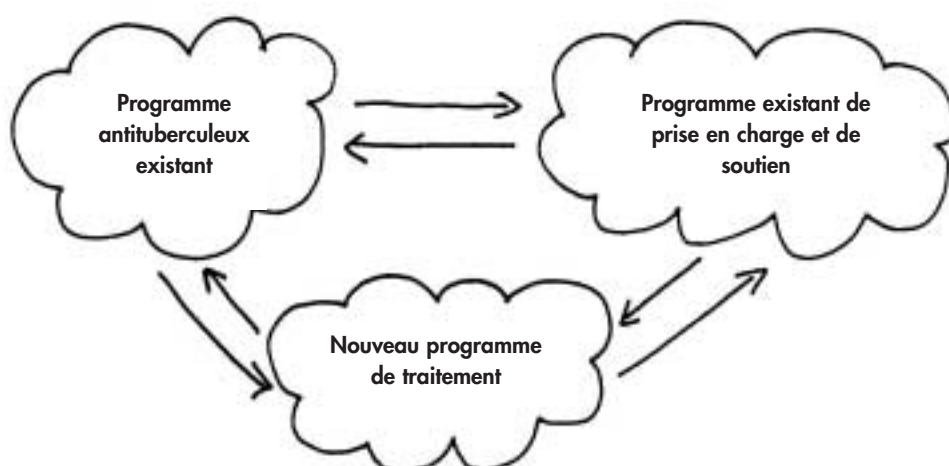 Programme
antituberculeux
existant
Programme existant de
prise en charge et de
soutien
Nouveau programme
de traitement